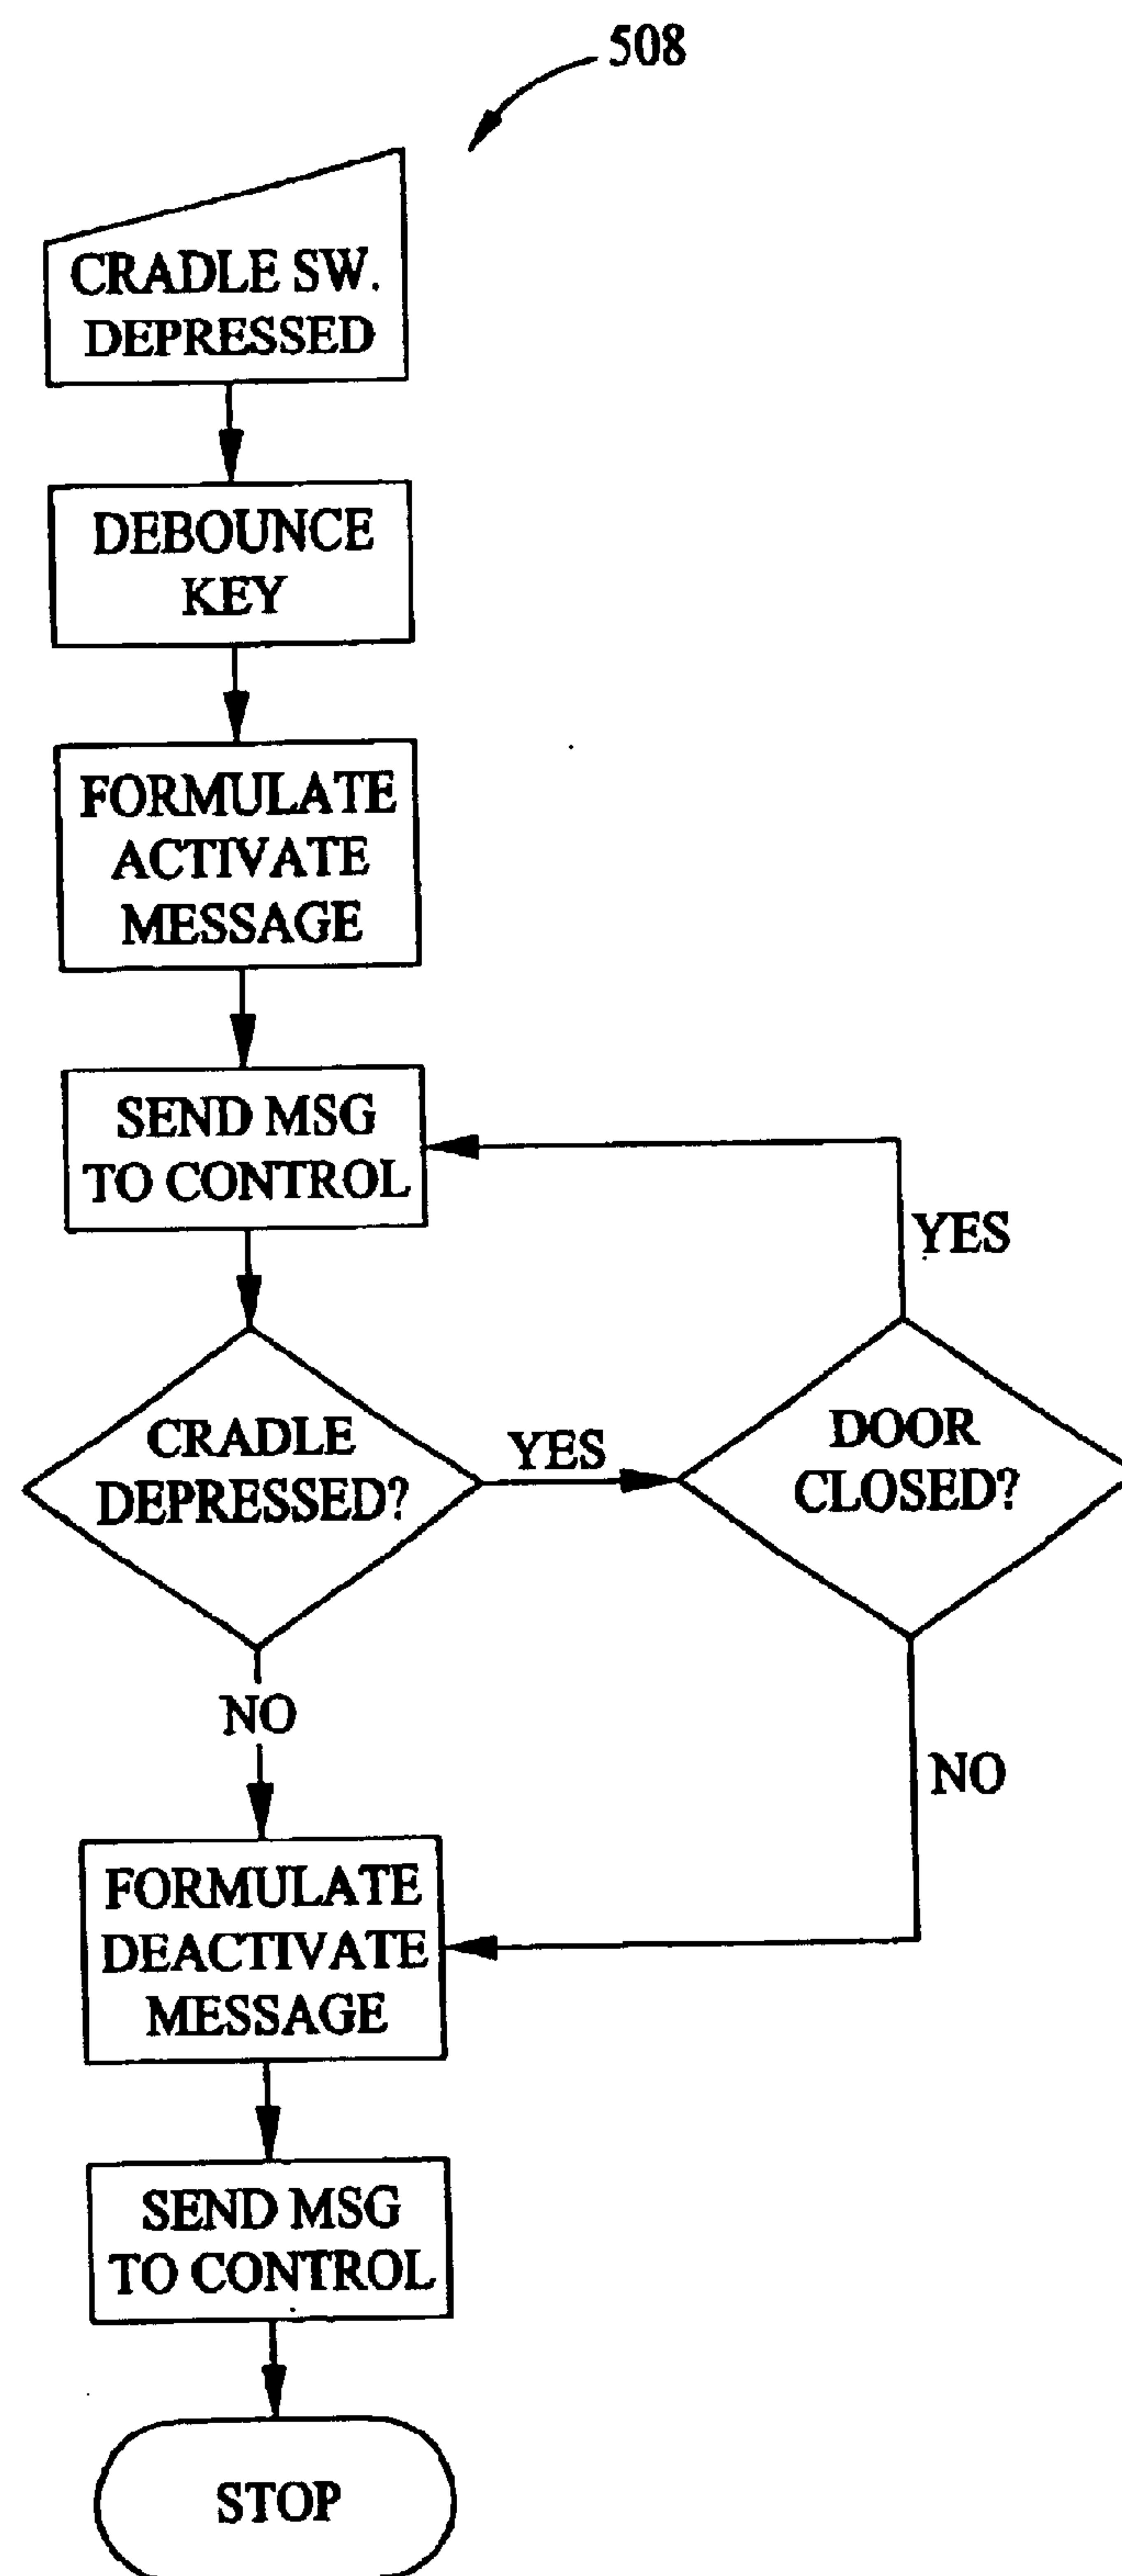 508
CRADLE SW.
DEPRESSED
DEBOUNCE
KEY
FORMULATE
ACTIVATE
MESSAGE
SEND MSG
TO CONTROL
YES
CRADLE
DEPRESSED?
YES
DOOR
CLOSED?
NO
NO
FORMULATE
DEACTIVATE
MESSAGE
SEND MSG
TO CONTROL
STOP